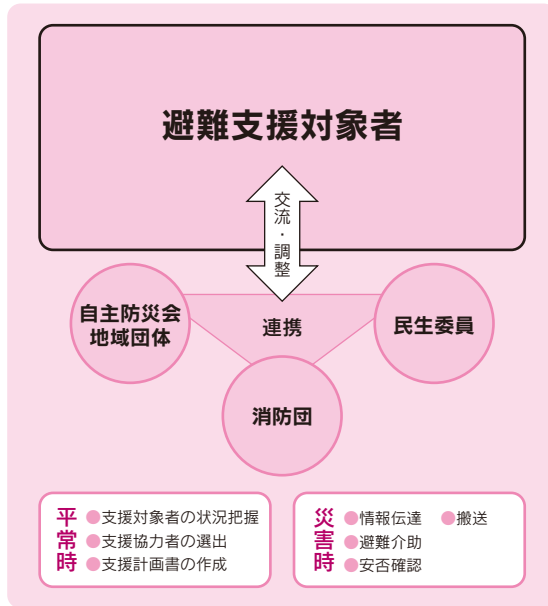 避難支援対象者
交流・調整
自主防災会
地域団体
連携
民生委員
消防団
平常時
●支援対象者の状況把握
●支援協力者の選出
●支援計画書の作成
災害時
●情報伝達 ●搬送
●避難介助
●安否確認